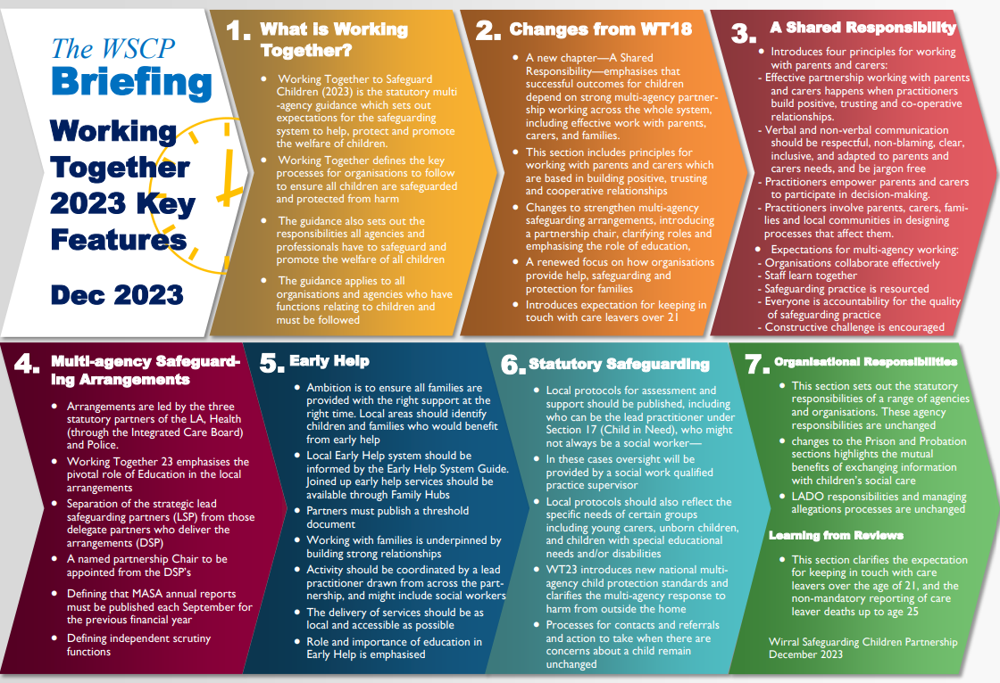 The WSCP
Briefing
Working
Together
2023 Key
Features
Dec 2023
1. What Is Working
Together?
• Working Together to Safeguard
Children (2023) is the statutory multi
-agency guidance which sets out
expectations for the safeguarding
system to help, protect and promote
the welfare of children.
• Working Together defines the key
processes for organisations to follow
to ensure all children are safeguarded
and protected from harm
• The guidance also sets out the
responsibilities all agencies and
professionals have to safeguard and
promote the welfare of all children
• The guidance applies to all
organisations and agencies who have
functions relating to children and
must be followed
2. Changes from WT18
• A new chapter—A Shared
Responsibility—emphasises that
successful outcomes for children
depend on strong multi-agency partner-
ship working across the whole system,
including effective work with parents,
carers, and families.
• This section includes principles for
working with parents and carers which
are based in building positive, trusting
and cooperative relationships
• Changes to strengthen multi-agency
safeguarding arrangements, introducing
a partnership chair, clarifying roles and
emphasising the role of education,
• A renewed focus on how organisations
provide help, safeguarding and
protection for families
• Introduces expectation for keeping in
touch with care leavers over 21
3. A Shared Responsibility
• Introduces four principles for working
with parents and carers:
- Effective partnership working with parents
and carers happens when practitioners
build positive, trusting and co-operative
relationships.
- Verbal and non-verbal communication
should be respectful, non-blaming, clear,
inclusive, and adapted to parents and
carers needs, and be jargon free
- Practitioners empower parents and carers
to participate in decision-making.
- Practitioners involve parents, carers, fami-
lies and local communities in designing
processes that affect them.
• Expectations for multi-agency working:
- Organisations collaborate effectively
- Staff learn together
- Safeguarding practice is resourced
- Everyone is accountability for the quality
of safeguarding practice
- Constructive challenge is encouraged
4. Multi-agency Safeguard-
ing Arrangements
• Arrangements are led by the three
statutory partners of the LA, Health
(through the Integrated Care Board)
and Police.
• Working Together 23 emphasises the
pivotal role of Education in the local
arrangements
• Separation of the strategic lead
safeguarding partners (LSP) from those
delegate partners who deliver the
arrangements (DSP)
• A named partnership Chair to be
appointed from the DSP's
• Defining that MASA annual reports
must be published each September for
the previous financial year
• Defining independent scrutiny
functions
5. Early Help
• Ambition is to ensure all families are
provided with the right support at the
right time. Local areas should identify
children and families who would benefit
from early help
• Local Early Help system should be
informed by the Early Help System Guide.
Joined up early help services should be
available through Family Hubs
• Partners must publish a threshold
document
• Working with families is underpinned by
building strong relationships
• Activity should be coordinated by a lead
practitioner drawn from across the part-
nership, and might include social workers
• The delivery of services should be as
local and accessible as possible
• Role and importance of education in
Early Help is emphasised
6. Statutory Safeguarding
• Local protocols for assessment and
support should be published, including
who can be the lead practitioner under
Section 17 (Child in Need), who might
not always be a social worker—
• In these cases oversight will be
provided by a social work qualified
practice supervisor
• Local protocols should also reflect the
specific needs of certain groups
including young carers, unborn children,
and children with special educational
needs and/or disabilities
• WT23 introduces new national multi-
agency child protection standards and
clarifies the multi-agency response to
harm from outside the home
• Processes for contacts and referrals
and action to take when there are
concerns about a child remain
unchanged
7. Organisational Responsibilities
• This section sets out the statutory
responsibilities of a range of agencies
and organisations. These agency
responsibilities are unchanged
• changes to the Prison and Probation
sections highlights the mutual
benefits of exchanging information
with children's social care
• LADO responsibilities and managing
allegations processes are unchanged
Learning from Reviews
• This section clarifies the expectation
for keeping in touch with care
leavers over the age of 21, and the
non-mandatory reporting of care
leaver deaths up to age 25
Wirral Safeguarding Children Partnership
December 2023